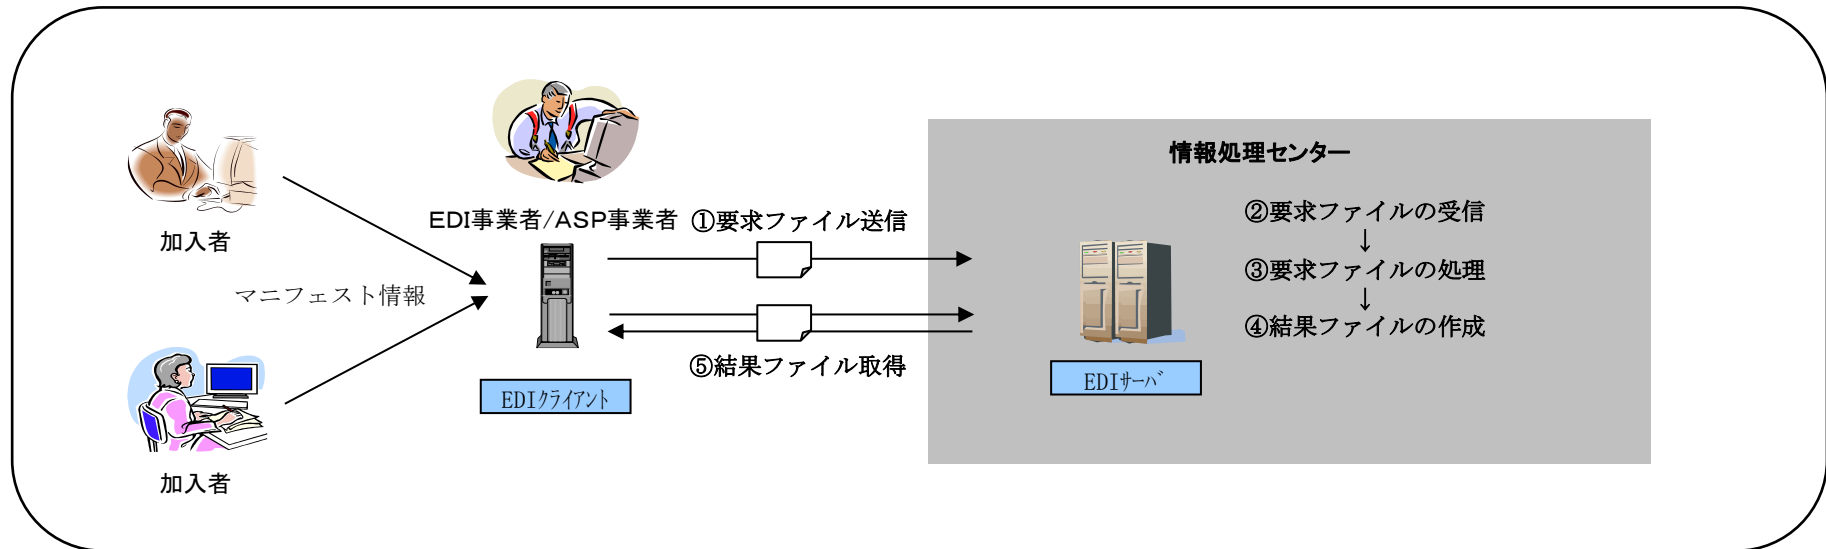 加入者
マニフェスト情報
加入者
EDI事業者/ASP事業者
EDIクライアント
①要求ファイル送信
⑤結果ファイル取得
情報処理センター
EDIサーバ
②要求ファイルの受信
↓
③要求ファイルの処理
↓
④結果ファイルの作成